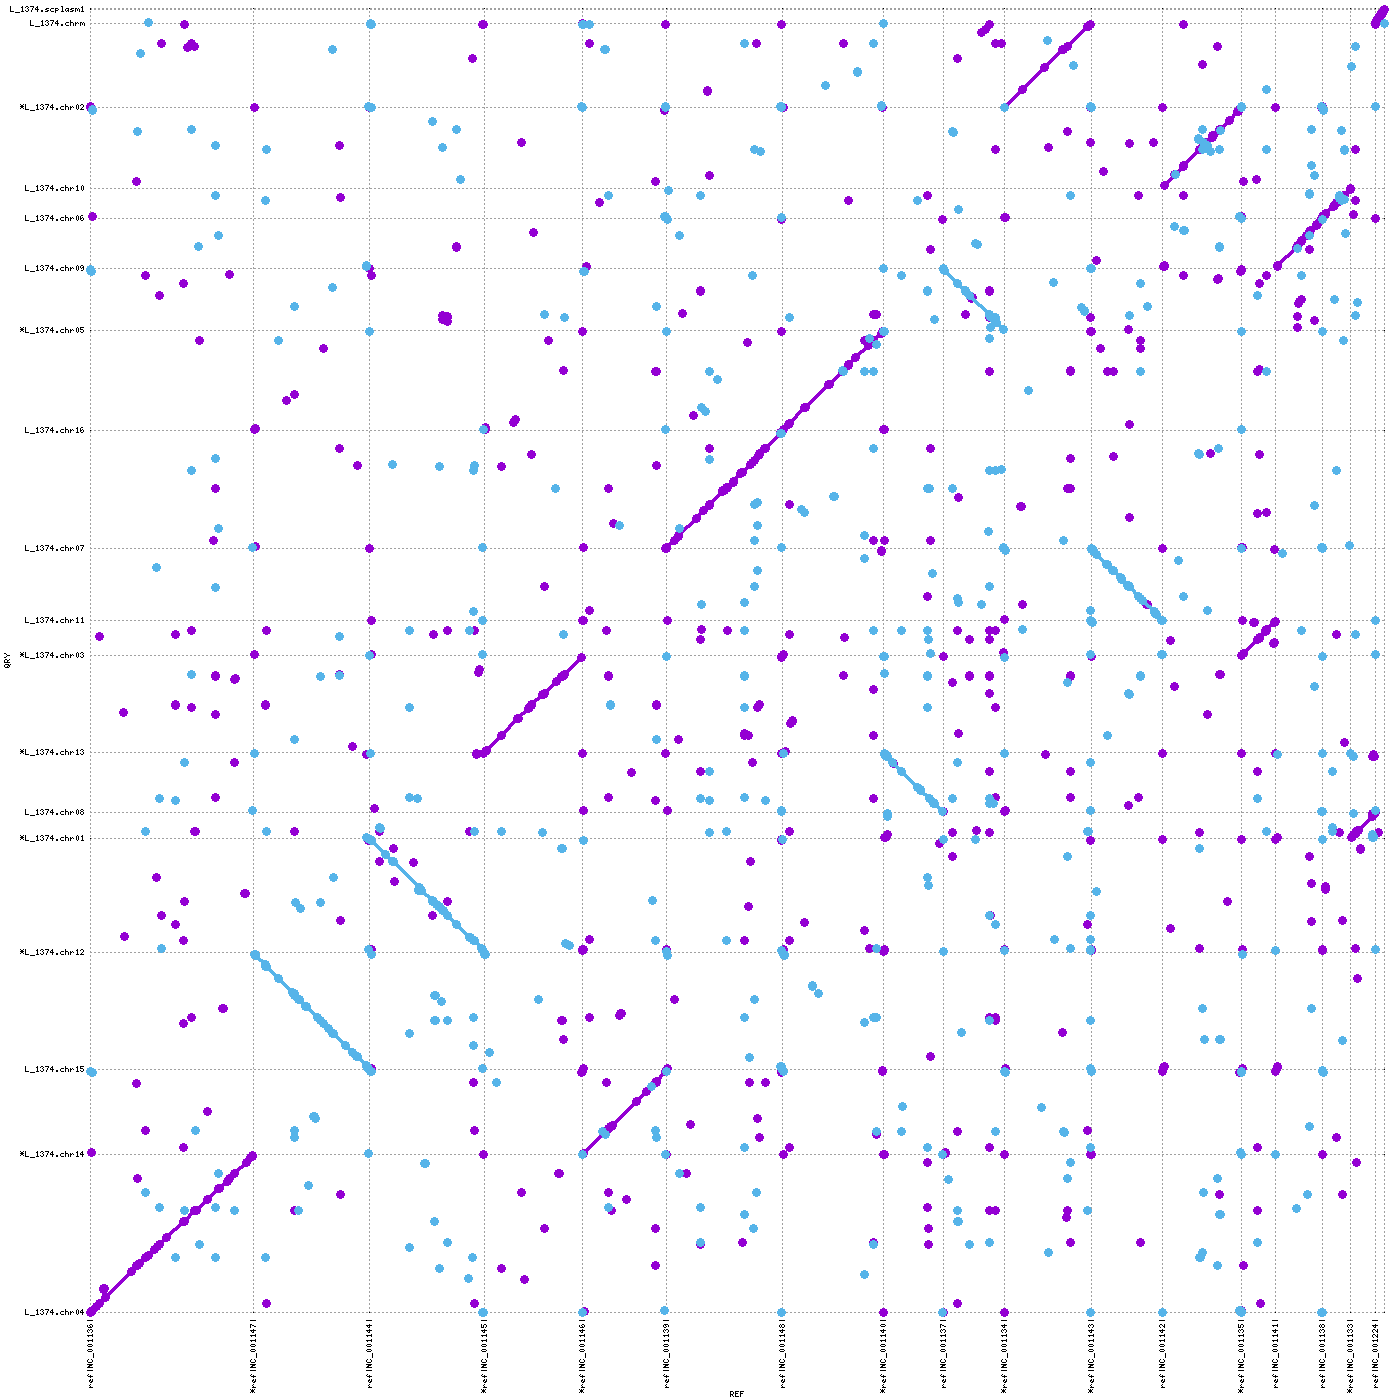 L_1374.scplasm1
L_1374.chrm
*L_1374.chr02
L_1374.chr10
L_1374.chr06
L_1374.chr09
*L_1374.chr05
L_1374.chr16
L_1374.chr07
L_1374.chr11
*L_1374.chr03
*L_1374.chr13
L_1374.chr08
*L_1374.chr01
*L_1374.chr12
L_1374.chr15
*L_1374.chr14
L_1374.chr04
QRY
ref|NC_001136|
*ref|NC_001147|
ref|NC_001144|
*ref|NC_001145|
*ref|NC_001146|
ref|NC_001139|
ref|NC_001148|
*ref|NC_001140|
ref|NC_001137|
*ref|NC_001134|
*ref|NC_001143|
ref|NC_001142|
*ref|NC_001135|
ref|NC_001141|
ref|NC_001138|
*ref|NC_001133|
ref|NC_001224|
REF